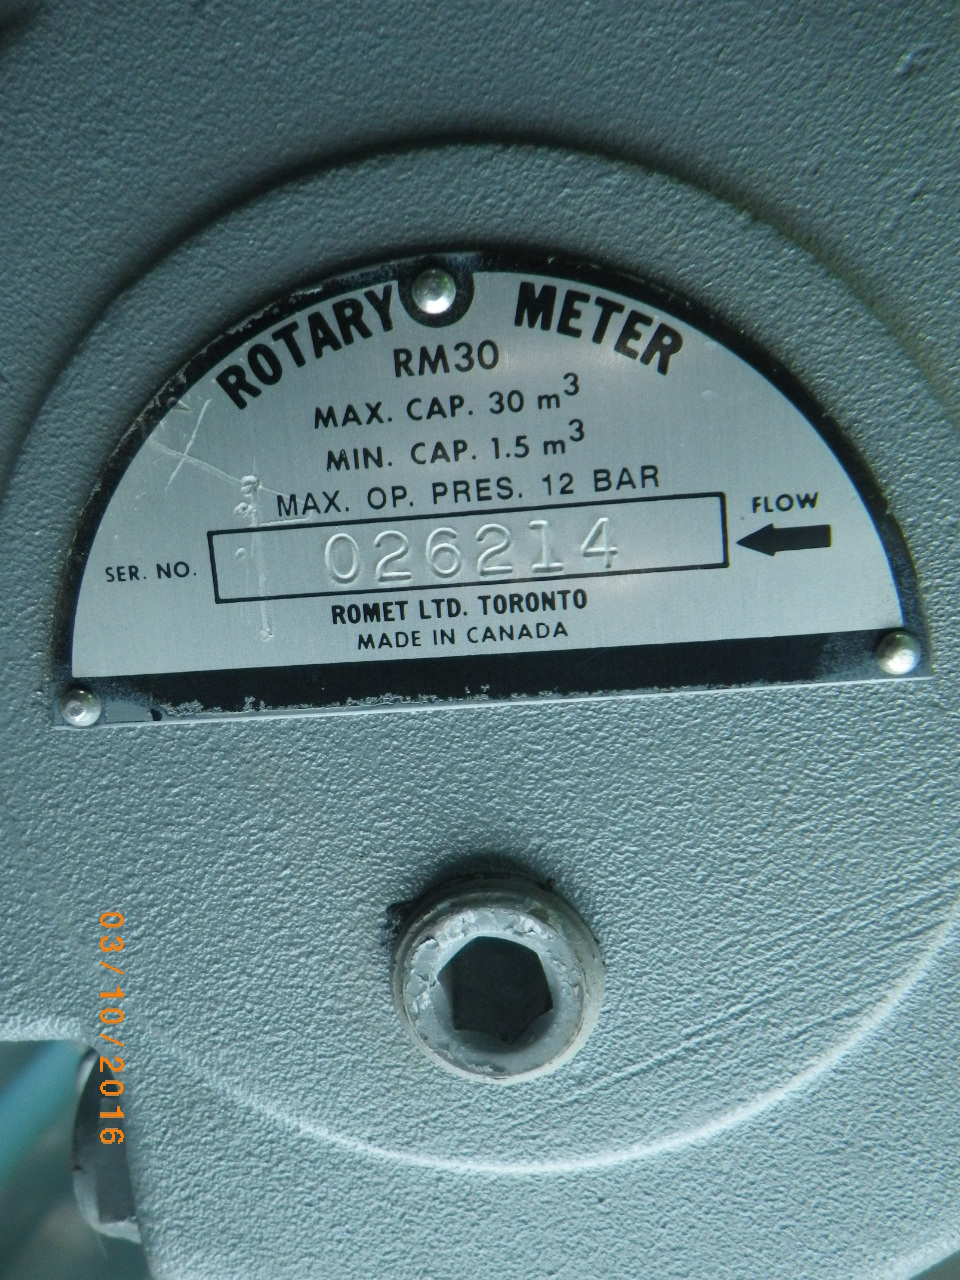 ROTARY METER
RM30
MAX. CAP. 30 m³
MIN. CAP. 1.5 m³
MAX. OP. PRES. 12 BAR
FLOW
SER. NO. 026214
ROMET LTD. TORONTO
MADE IN CANADA
03/10/2016